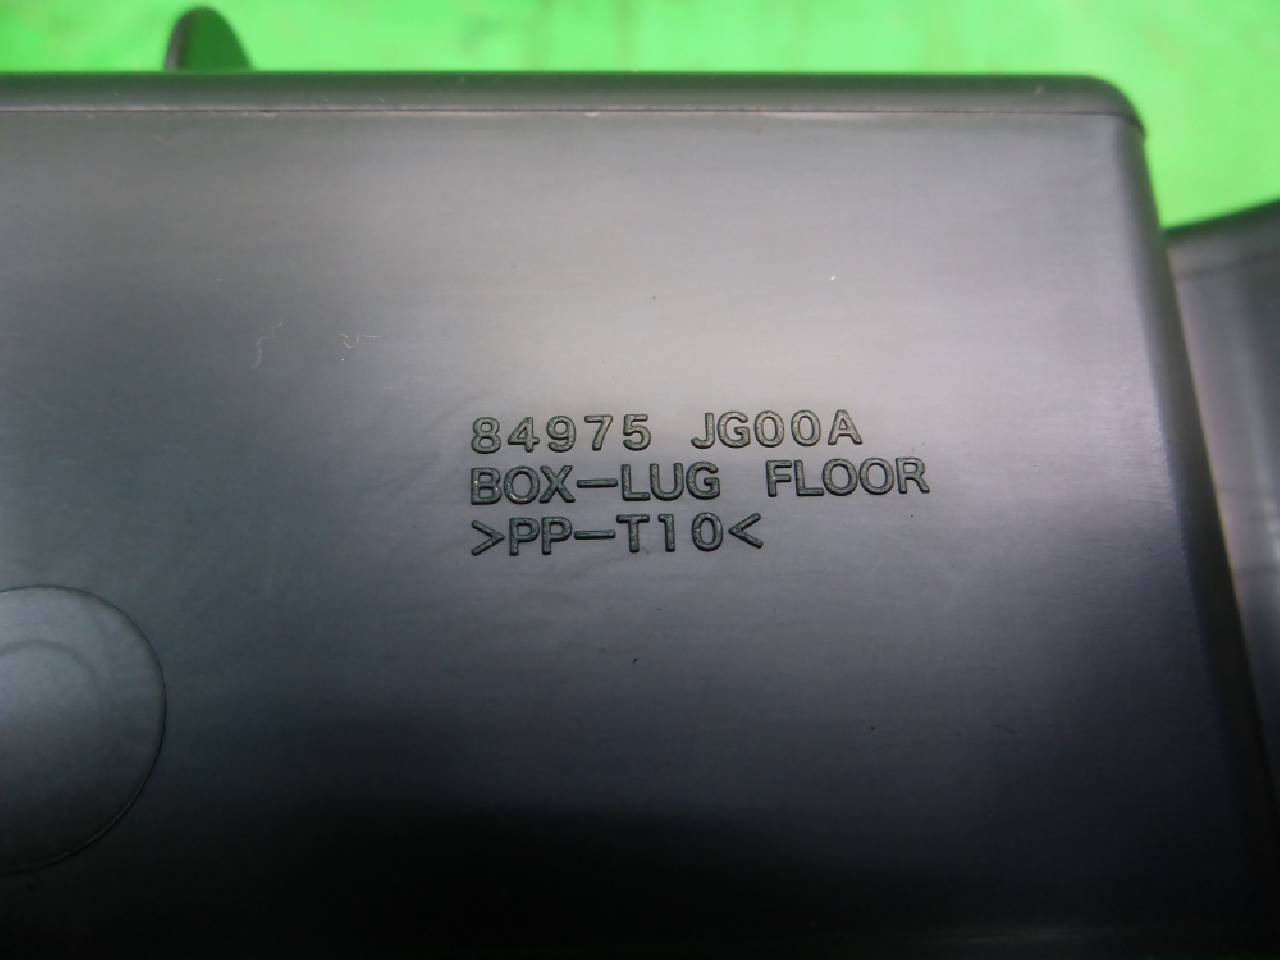 84975 JG00A
BOX-LUG FLOOR
>PP-T10<